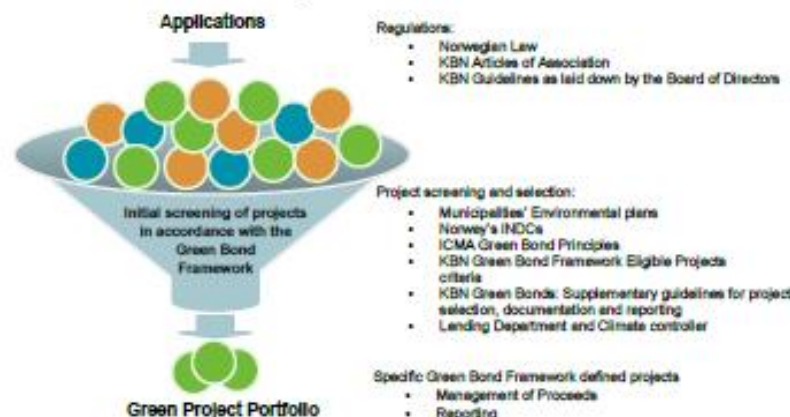 Applications
Regulations:
• Norwegian Law
• KBN Articles of Association
• KBN Guidelines as laid down by the Board of Directors
Initial screening of projects
in accordance with the
Green Bond
Framework
Project screening and selection:
• Municipalities' Environmental plans
• Norway's INDCs
• ICMA Green Bond Principles
• KBN Green Bond Framework Eligible Projects
criteria
• KBN Green Bonds: Supplementary guidelines for project
selection, documentation and reporting
• Lending Department and Climate controller
Green Project Portfolio
Specific Green Bond Framework defined projects
• Management of Proceeds
• Reporting